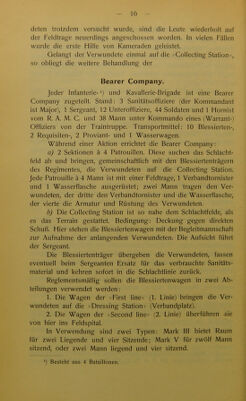 — 10 —
deten trotzdem versucht wurde, sind die Leute wiederholt auf
der Feldtrage neuerdings angeschossen worden. In vielen Fällen
wurde die erste Hilfe von Kameraden geleistet.
Gelangt der Verwundete einmal auf die »Collecting Station«,
so obliegt die weitere Behandlung der
Bearer Company.
Jeder Infanterie-¹) und Kavallerie-Brigade ist eine Bearer
Company zugeteilt. Stand: 3 Sanitätsoffiziere (der Kommandant
ist Major), 1 Sergeant, 12 Unteroffiziere, 44 Soldaten und 1 Hornist
vom R. A. M. C. und 38 Mann unter Kommando eines (Warrant-)
Offiziers von der Traintruppe. Transportmittel: 10 Blessierten-,
2 Requisiten-, 2 Proviant- und 1 Wasserwagen.
Während einer Aktion errichtet die Bearer Company:
a) 2 Sektionen à 4 Patrouillen. Diese suchen das Schlacht-
feld ab und bringen, gemeinschaftlich mit den Blessiertenträgern
des Regimentes, die Verwundeten auf die Collecting Station.
Jede Patrouille à 4 Mann ist mit einer Feldtrage, 1 Verbandtornister
und 1 Wasserflasche ausgerüstet; zwei Mann tragen den Ver-
wundeten, der dritte den Verbandtornister und die Wasserflasche,
der vierte die Armatur und Rüstung des Verwundeten.
b) Die Collecting Station ist so nahe dem Schlachtfelde, als
es das Terrain gestattet. Bedingung: Deckung gegen direkten
Schuß. Hier stehen die Blessiertenwagen mit der Begleitmannschaft
zur Aufnahme der anlangenden Verwundeten. Die Aufsicht führt
der Sergeant.
Die Blessiertenträger übergeben die Verwundeten, fassen
eventuell beim Sergeanten Ersatz für das verbrauchte Sanitäts-
material und kehren sofort in die Schlachtlinie zurück.
Reglementsmäßig sollen die Blessiertenwagen in zwei Ab-
teilungen verwendet werden:
1. Die Wagen der »First line« (1. Linie) bringen die Ver-
wundeten auf die »Dressing Station« (Verbandplatz).
2. Die Wagen der »Second line« (2. Linie) überführen sie
von hier ins Feldspital.
In Verwendung sind zwei Typen: Mark III bietet Raum
für zwei Liegende und vier Sitzende; Mark V für zwölf Mann
sitzend, oder zwei Mann liegend und vier sitzend.
¹) Besteht aus 4 Bataillonen.